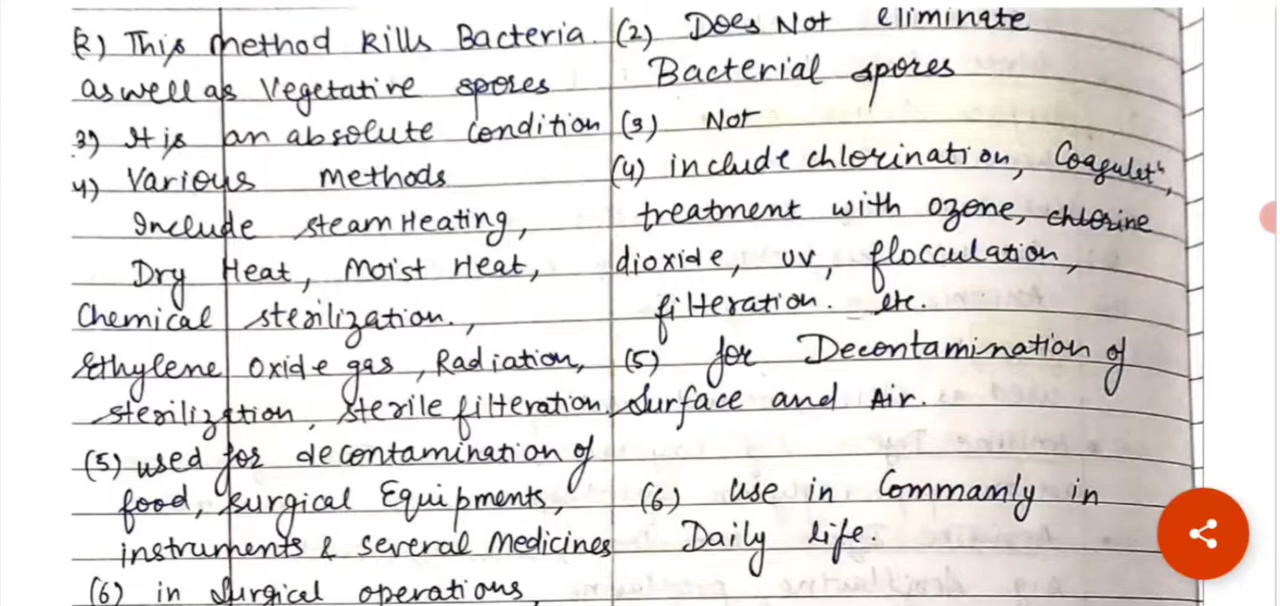 2) This method kills Bacteria
as well as Vegetative spores
3) It is an absolute condition
4) Various methods
Include steam Heating,
Dry Heat, Moist Heat,
Chemical sterilization.,
Ethylene Oxide gas, Radiation,
sterilization, sterile filteration.
(5) used for decontamination of
food, surgical Equipments,
instruments & several Medicines
(6) in surgical operations,
(2) Does Not eliminate
Bacterial spores
(3) Not
(4) include chlorination,
treatment with ozone, chlorine
dioxide, UV, flocculation,
filteration. etc.
(5) for Decontamination of
Surface and Air.
(6) Use in Commamly in
Daily life.